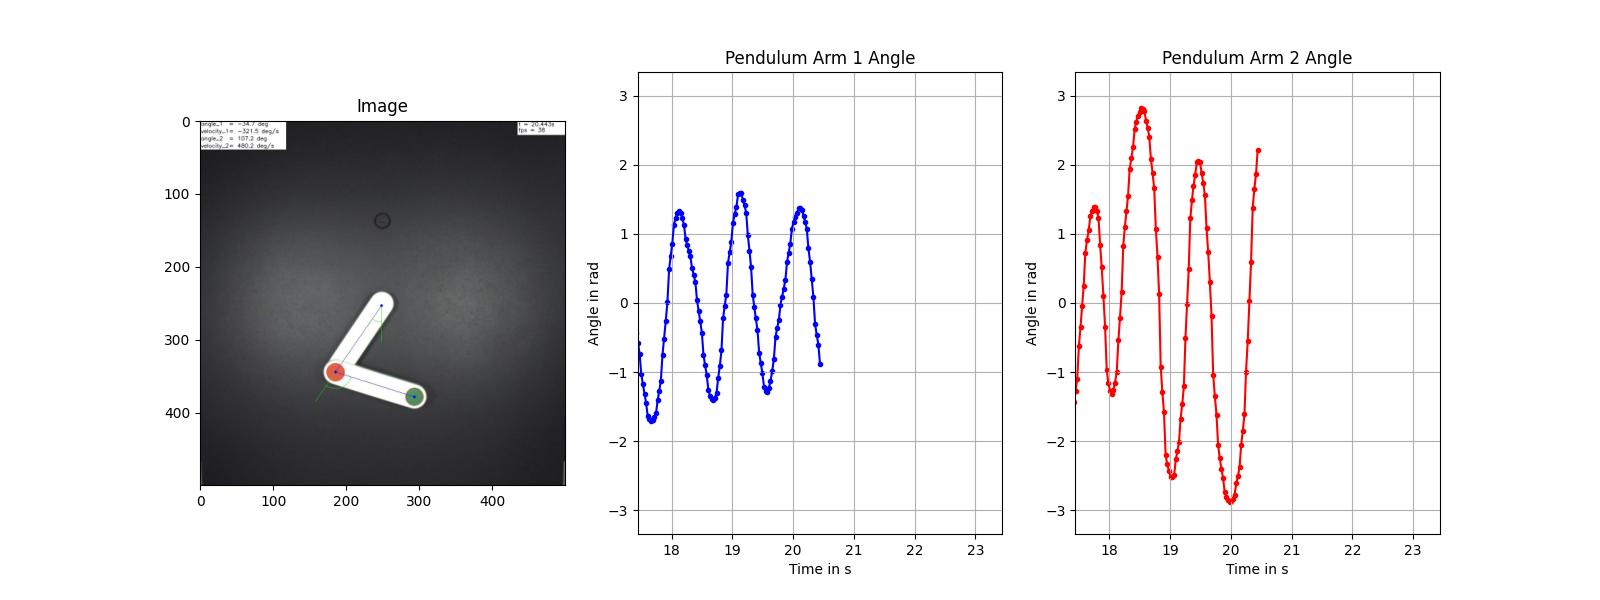 Image
angle_1 = -34.7 deg
velocity_1= -321.5 deg/s
angle_2 = 107.2 deg
velocity_2= 480.2 deg/s
t = 20.443s
fps = 38
0
100
200
300
400
0 100 200 300 400
Pendulum Arm 1 Angle
Angle in rad
3
2
1
0
−1
−2
−3
18 19 20 21 22 23
Time in s
Pendulum Arm 2 Angle
Angle in rad
3
2
1
0
−1
−2
−3
18 19 20 21 22 23
Time in s